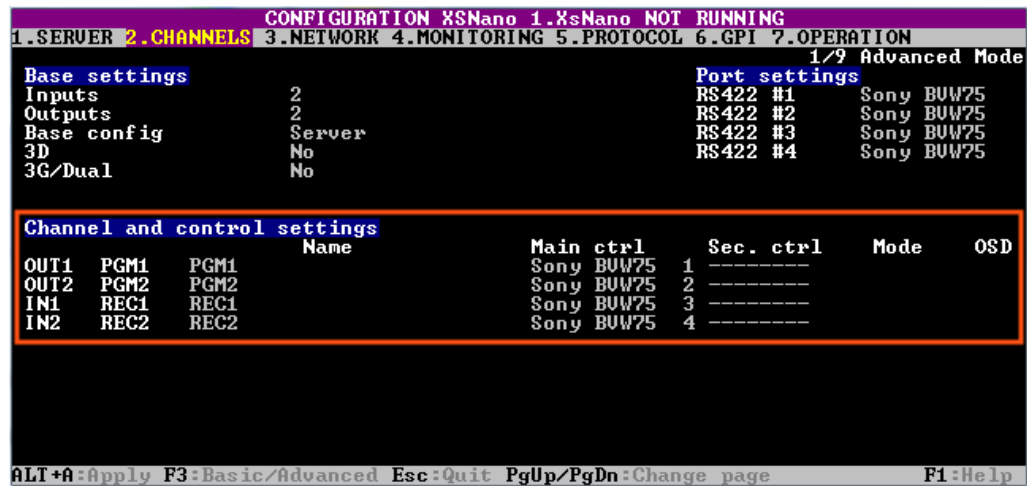 CONFIGURATION XSNano 1.XsNano NOT RUNNING
1.SERVER 2.CHANNELS 3.NETWORK 4.MONITORING 5.PROTOCOL 6.GPI 7.OPERATION
1/9 Advanced Mode
Base settings Port settings
Inputs 2 RS422 #1 Sony BVW75
Outputs 2 RS422 #2 Sony BVW75
Base config Server RS422 #3 Sony BVW75
3D No RS422 #4 Sony BVW75
3G/Dual No
Channel and control settings
Name Main ctrl Sec. ctrl Mode OSD
OUT1 PGM1 PGM1 Sony BVW75 1 --------
OUT2 PGM2 PGM2 Sony BVW75 2 --------
IN1 REC1 REC1 Sony BVW75 3 --------
IN2 REC2 REC2 Sony BVW75 4 --------
ALT+A:Apply F3:Basic/Advanced Esc:Quit PgUp/PgDn:Change page F1:Help